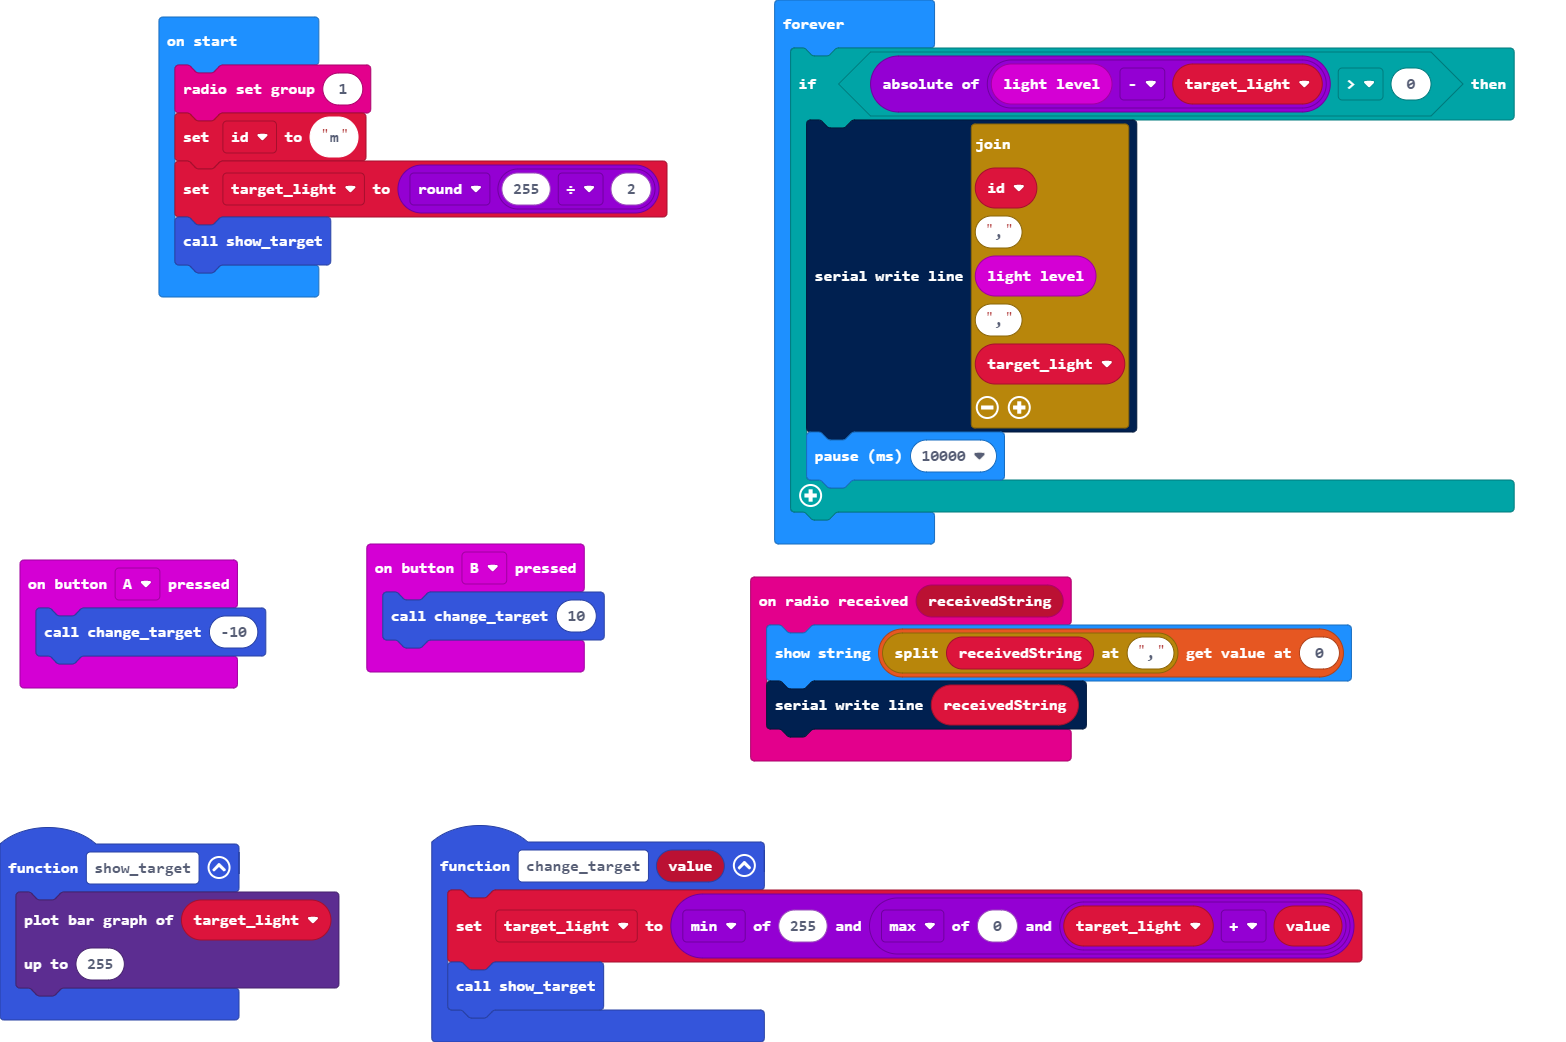 on start
radio set group 1
set id to "m"
set target_light to round 255 ÷ 2
call show_target
forever
if absolute of light level - target_light > 0 then
serial write line join
id
","
light level
","
target_light
pause (ms) 10000
on button A pressed
call change_target -10
on button B pressed
call change_target 10
on radio received receivedString
show string split receivedString at "," get value at 0
serial write line receivedString
function show_target
plot bar graph of target_light
up to 255
function change_target value
set target_light to min of 255 and max of 0 and target_light + value
call show_target